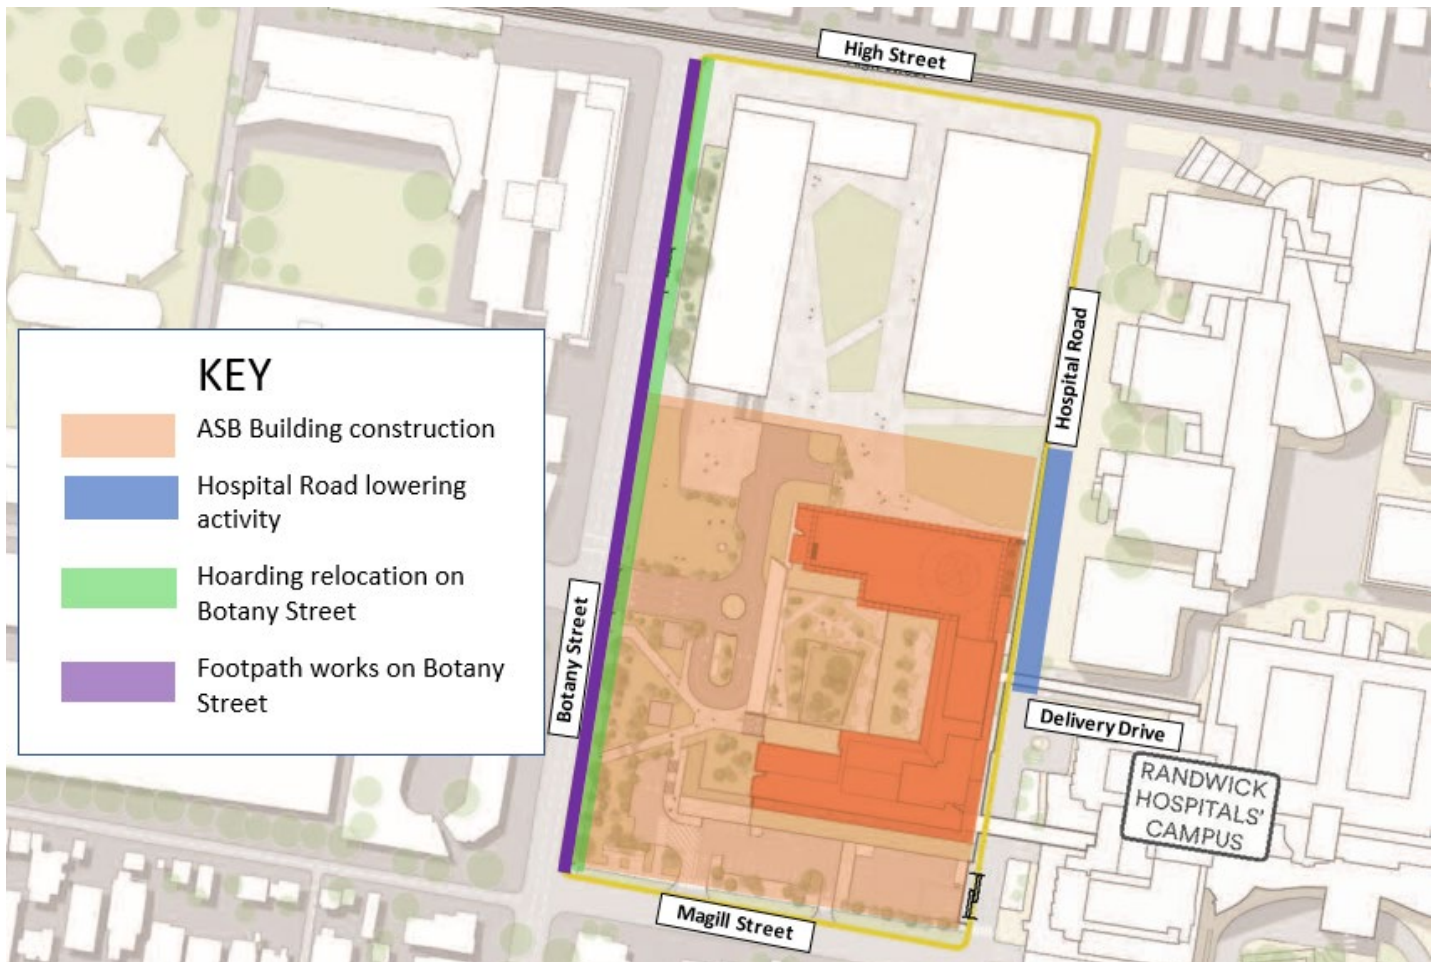 High Street
Hospital Road
KEY
ASB Building construction
Hospital Road lowering
activity
Hoarding relocation on
Botany Street
Footpath works on Botany
Street
Botany Street
Delivery Drive
RANDWICK
HOSPITALS'
CAMPUS
Magill Street